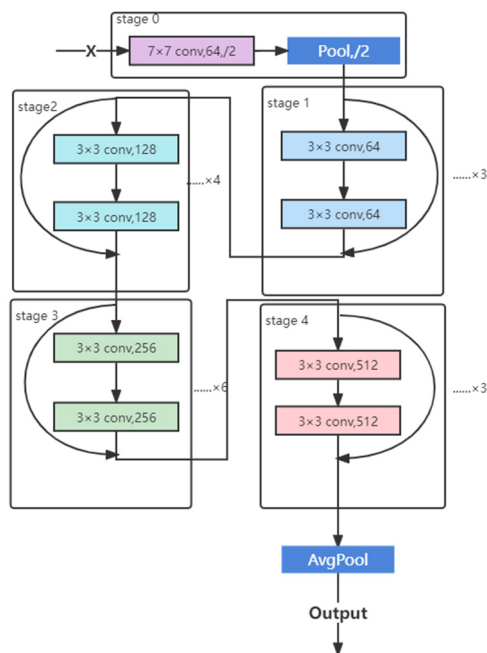 stage 0
X
7×7 conv,64,/2
Pool,/2
stage 1
3×3 conv,64
3×3 conv,64
......×3
stage2
3×3 conv,128
3×3 conv,128
......×4
stage 3
3×3 conv,256
3×3 conv,256
......×6
stage 4
3×3 conv,512
3×3 conv,512
......×3
AvgPool
Output